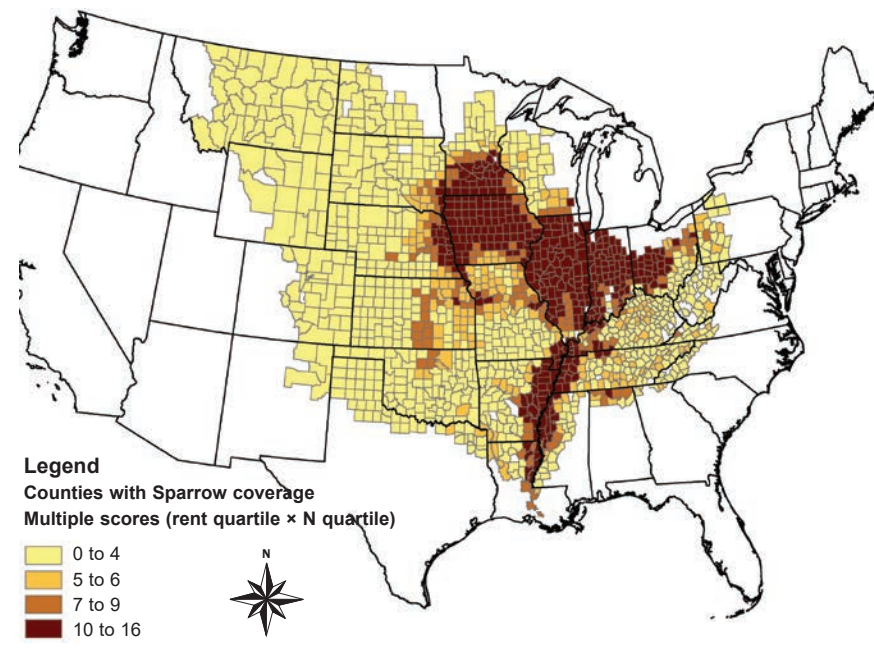 Legend
Counties with Sparrow coverage
Multiple scores (rent quartile × N quartile)
0 to 4
5 to 6
7 to 9
10 to 16
N